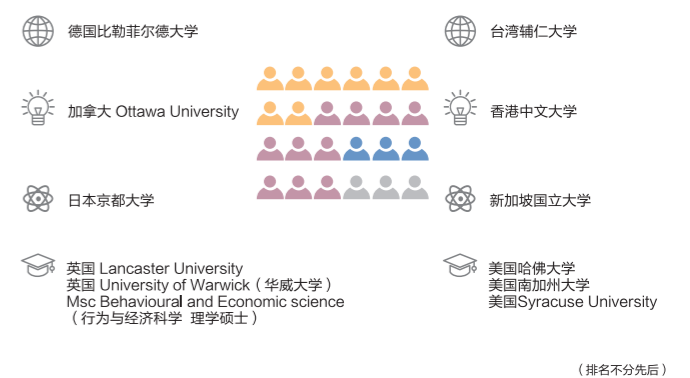 德国比勒菲尔德大学
台湾辅仁大学
加拿大 Ottawa University
香港中文大学
日本京都大学
新加坡国立大学
英国 Lancaster University
英国 University of Warwick（华威大学）
Msc Behavioural and Economic science
（行为与经济科学 理学硕士）
美国哈佛大学
美国南加州大学
美国Syracuse University
（排名不分先后）